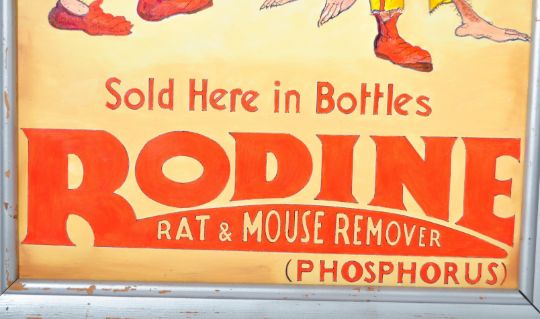 Sold Here in Bottles
RODINE
RAT & MOUSE REMOVER
(PHOSPHORUS)